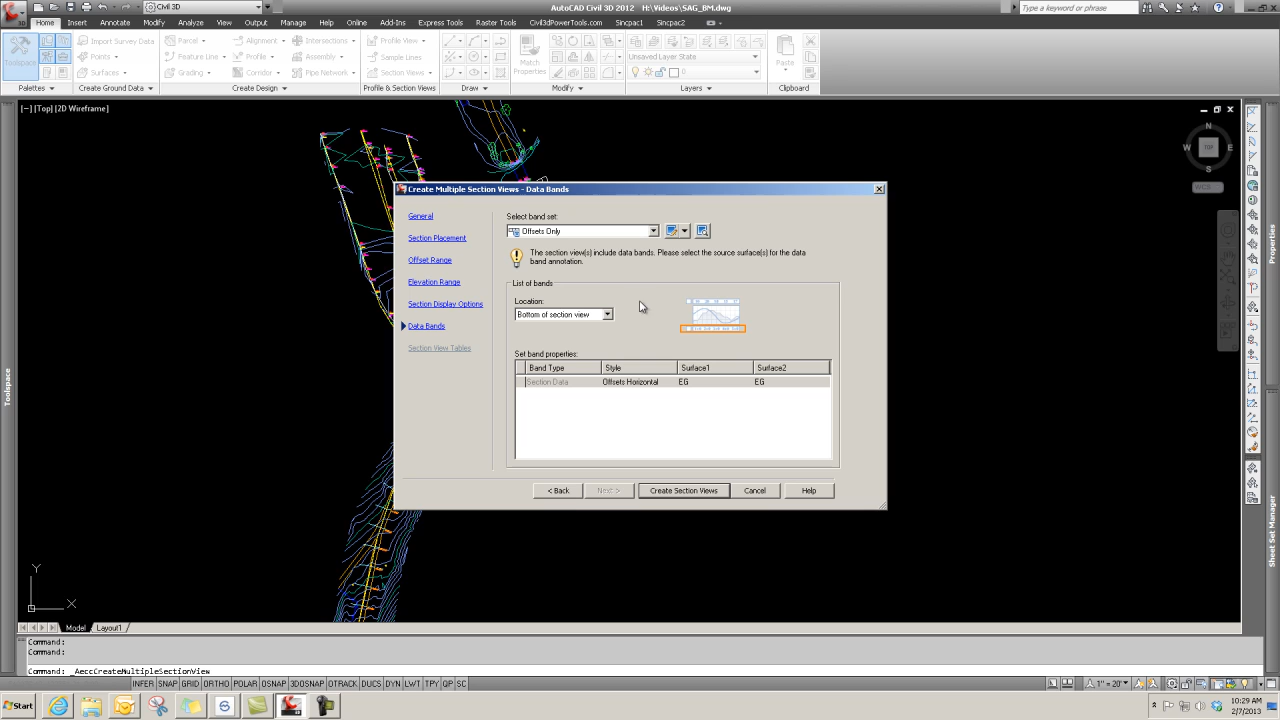 Civil 3D
AutoCAD Civil 3D 2012 H:\Videos\SAG_BM.dwg
Type a keyword or phrase
Home Insert Annotate Modify Analyze View Output Manage Help Online Add-Ins Express Tools Raster Tools Civil3dPowerTools.com Sincpac1 Sincpac2
Toolspace
Import Survey Data
Points
Surfaces
Parcel
Feature Line
Grading
Alignment
Profile
Corridor
Intersections
Assembly
Pipe Network
Profile View
Sample Lines
Section Views
Match
Properties
Unsaved Layer State
0
Paste
Palettes Create Ground Data Create Design Profile & Section Views Draw Modify Layers Clipboard
[−] [Top] [2D Wireframe]
N
W TOP E
S
WCS
Toolspace
Properties
Sheet Set Manager
Create Multiple Section Views - Data Bands
General
Section Placement
Offset Range
Elevation Range
Section Display Options
Data Bands
Section View Tables
Select band set:
Offsets Only
The section view(s) include data bands. Please select the source surface(s) for the data
band annotation.
List of bands
Location:
Bottom of section view
Set band properties:
Band Type Style Surface1 Surface2
Section Data Offsets Horizontal EG EG
< Back Next > Create Section Views Cancel Help
Y
X
Model Layout1
Command:
Command:
Command: _AeccCreateMultipleSectionView
INFER SNAP GRID ORTHO POLAR OSNAP 3DOSNAP OTRACK DUCS DYN LWT TPY QP SC
1" = 20'
Start
10:29 AM
2/7/2013